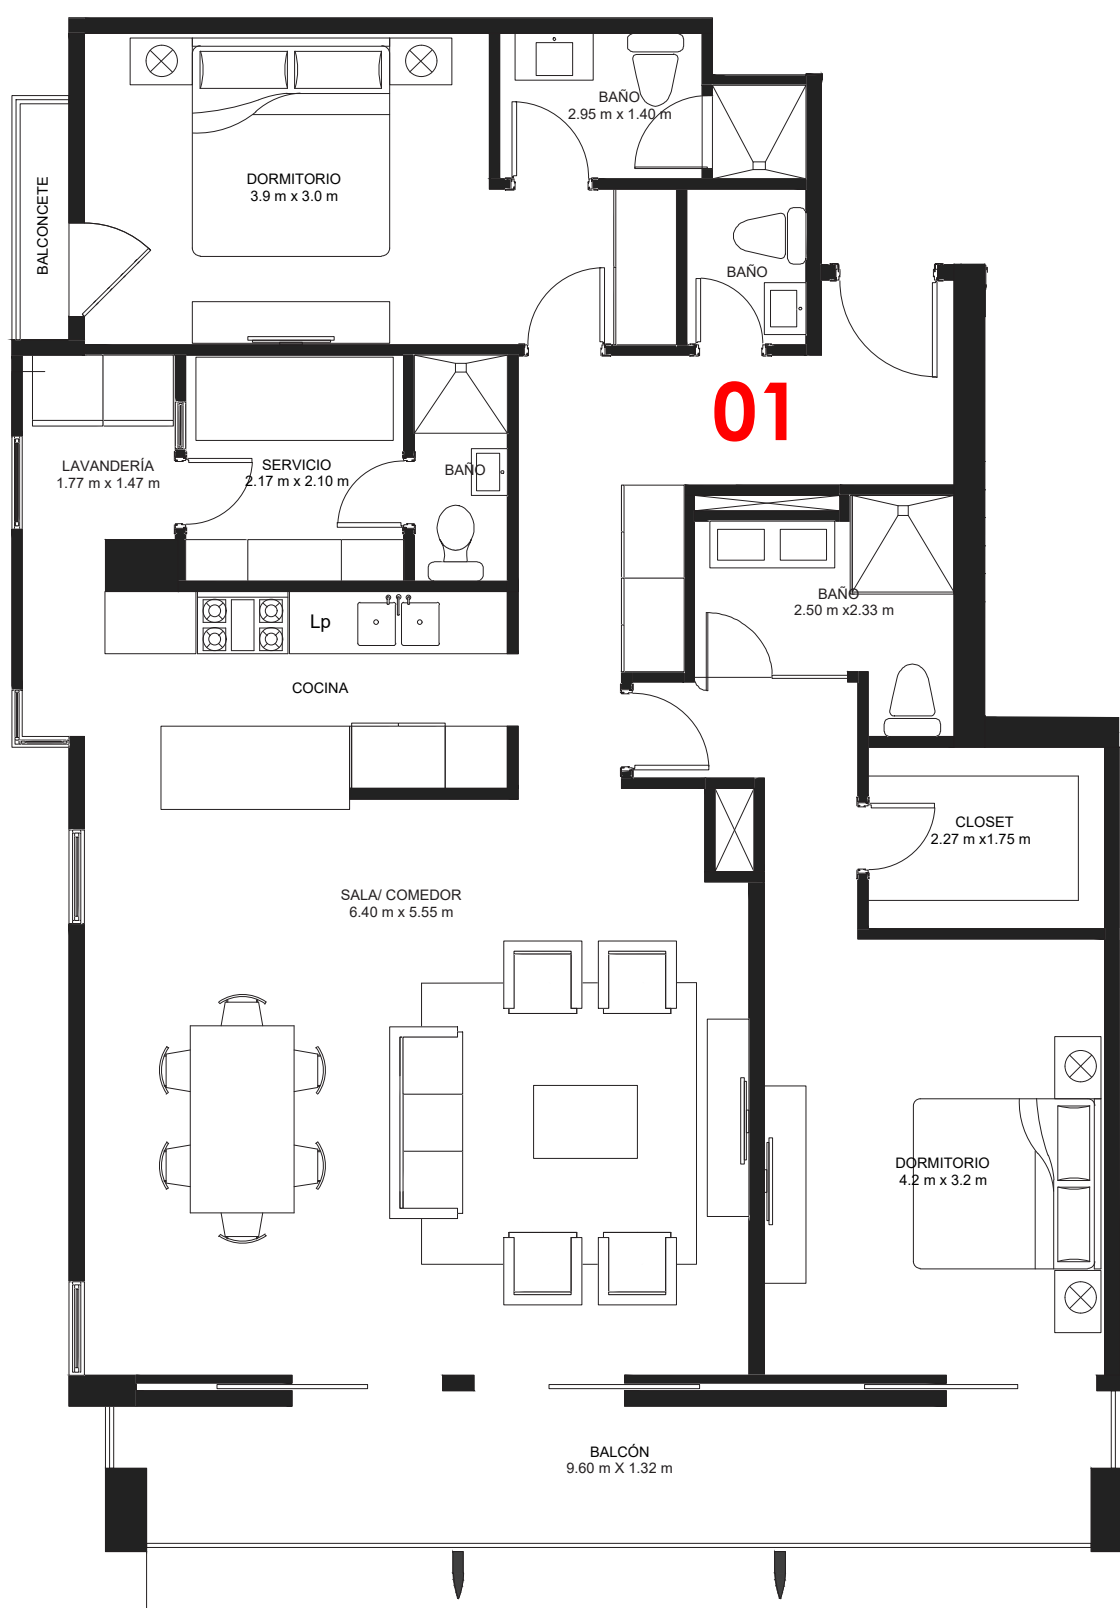 BAÑO
2.95 m x 1.40 m
DORMITORIO
3.9 m x 3.0 m
BALCONCETE
BAÑO
01
LAVANDERÍA
1.77 m x 1.47 m
SERVICIO
2.17 m x 2.10 m
BAÑO
BAÑO
2.50 m x2.33 m
Lp
COCINA
CLOSET
2.27 m x1.75 m
SALA/ COMEDOR
6.40 m x 5.55 m
DORMITORIO
4.2 m x 3.2 m
BALCÓN
9.60 m X 1.32 m